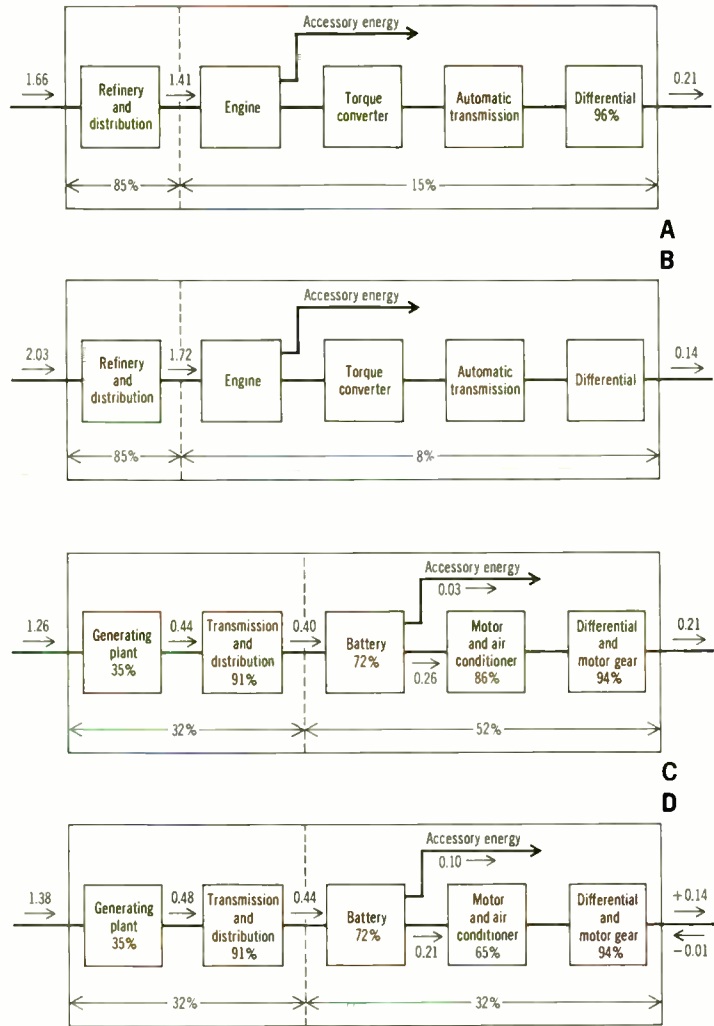 Accessory energy
1.66
1.41
0.21
Refinery
and
distribution
Engine
Torque
converter
Automatic
transmission
Differential
96%
85%
15%
A
B
Accessory energy
2.03
1.72
0.14
Refinery
and
distribution
Engine
Torque
converter
Automatic
transmission
Differential
85%
8%
Accessory energy
0.03
1.26
0.44
0.40
0.21
Generating
plant
35%
Transmission
and
distribution
91%
Battery
72%
0.26
Motor
and air
conditioner
86%
Differential
and
motor gear
94%
32%
52%
C
D
Accessory energy
0.10
1.38
0.48
0.44
+0.14
-0.01
Generating
plant
35%
Transmission
and
distribution
91%
Battery
72%
0.21
Motor
and air
conditioner
65%
Differential
and
motor gear
94%
32%
32%